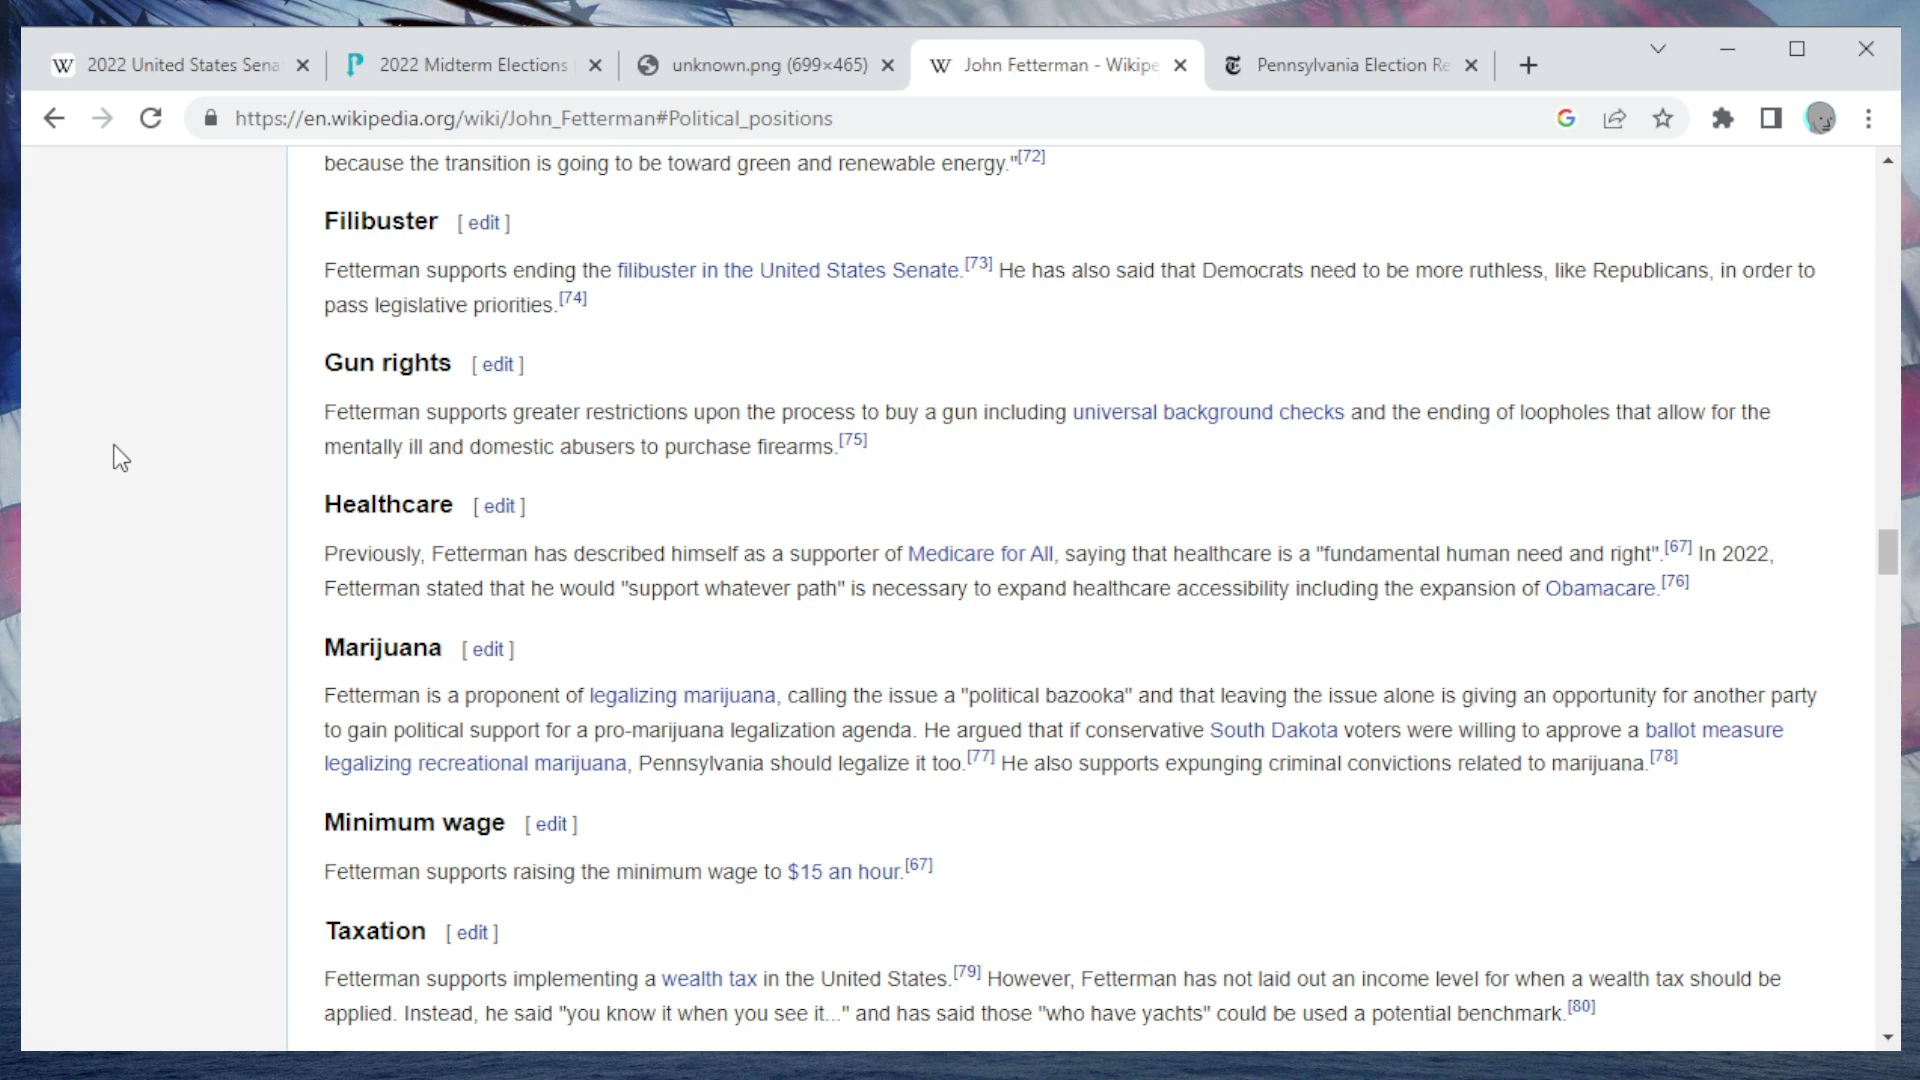 2022 United States Sena
2022 Midterm Elections
unknown.png (699×465)
John Fetterman - Wikipe
Pennsylvania Election Re
https://en.wikipedia.org/wiki/John_Fetterman#Political_positions
because the transition is going to be toward green and renewable energy."[72]
Filibuster [ edit ]
Fetterman supports ending the filibuster in the United States Senate.[73] He has also said that Democrats need to be more ruthless, like Republicans, in order to
pass legislative priorities.[74]
Gun rights [ edit ]
Fetterman supports greater restrictions upon the process to buy a gun including universal background checks and the ending of loopholes that allow for the
mentally ill and domestic abusers to purchase firearms.[75]
Healthcare [ edit ]
Previously, Fetterman has described himself as a supporter of Medicare for All, saying that healthcare is a "fundamental human need and right".[67] In 2022,
Fetterman stated that he would "support whatever path" is necessary to expand healthcare accessibility including the expansion of Obamacare.[76]
Marijuana [ edit ]
Fetterman is a proponent of legalizing marijuana, calling the issue a "political bazooka" and that leaving the issue alone is giving an opportunity for another party
to gain political support for a pro-marijuana legalization agenda. He argued that if conservative South Dakota voters were willing to approve a ballot measure
legalizing recreational marijuana, Pennsylvania should legalize it too.[77] He also supports expunging criminal convictions related to marijuana.[78]
Minimum wage [ edit ]
Fetterman supports raising the minimum wage to $15 an hour.[67]
Taxation [ edit ]
Fetterman supports implementing a wealth tax in the United States.[79] However, Fetterman has not laid out an income level for when a wealth tax should be
applied. Instead, he said "you know it when you see it..." and has said those "who have yachts" could be used a potential benchmark.[80]